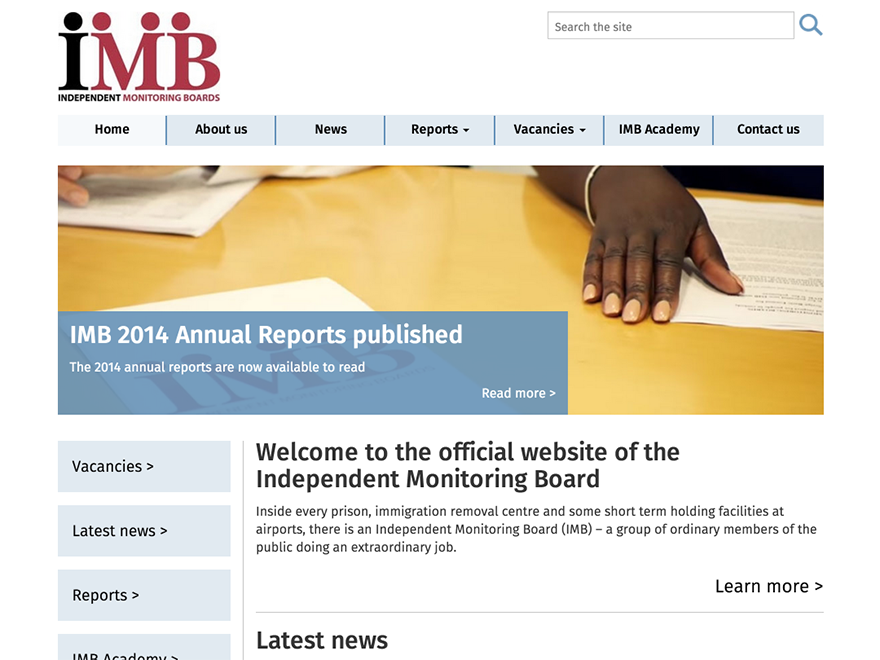 IMB
INDEPENDENT MONITORING BOARDS
Search the site
Home
About us
News
Reports
Vacancies
IMB Academy
Contact us
IMB 2014 Annual Reports published
The 2014 annual reports are now available to read
Read more >
Vacancies >
Latest news >
Reports >
IMB Academy >
Welcome to the official website of the
Independent Monitoring Board
Inside every prison, immigration removal centre and some short term holding facilities at
airports, there is an Independent Monitoring Board (IMB) – a group of ordinary members of the
public doing an extraordinary job.
Learn more >
Latest news